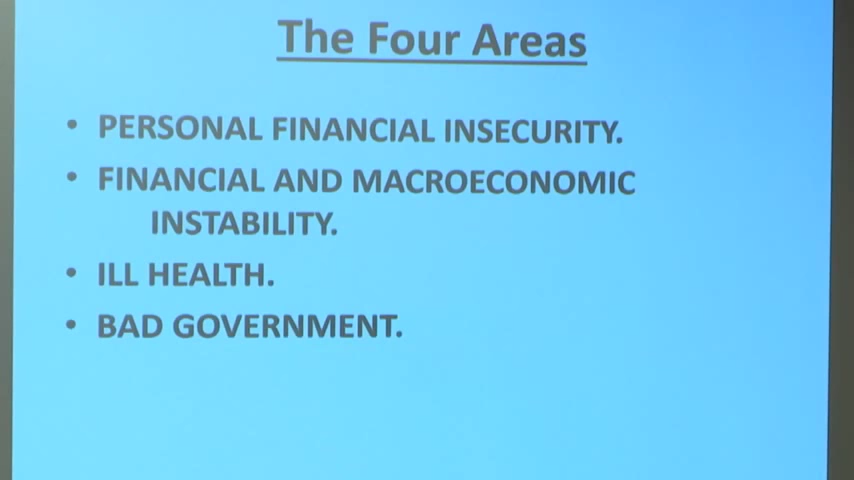 The Four Areas
• PERSONAL FINANCIAL INSECURITY.
• FINANCIAL AND MACROECONOMIC
INSTABILITY.
• ILL HEALTH.
• BAD GOVERNMENT.